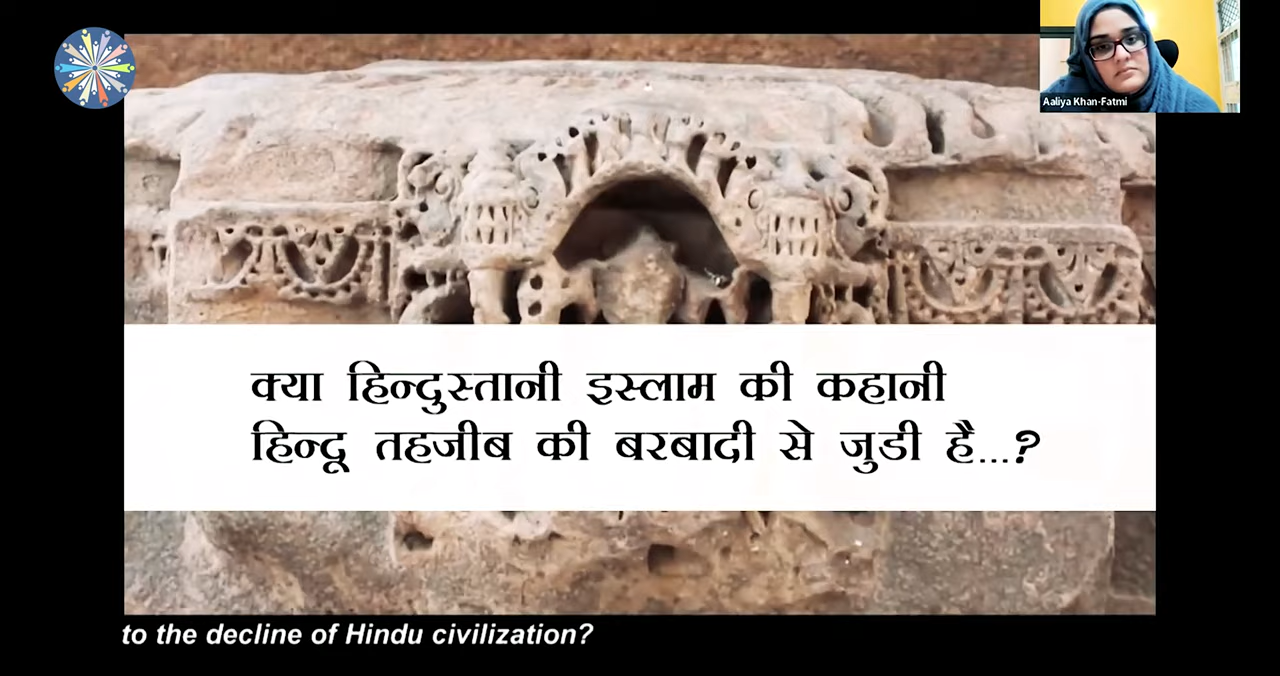 Aaliya Khan-Fatmi
क्या हिन्दुस्तानी इस्लाम की कहानी
हिन्दू तहजीब की बरबादी से जुडी है...?
to the decline of Hindu civilization?